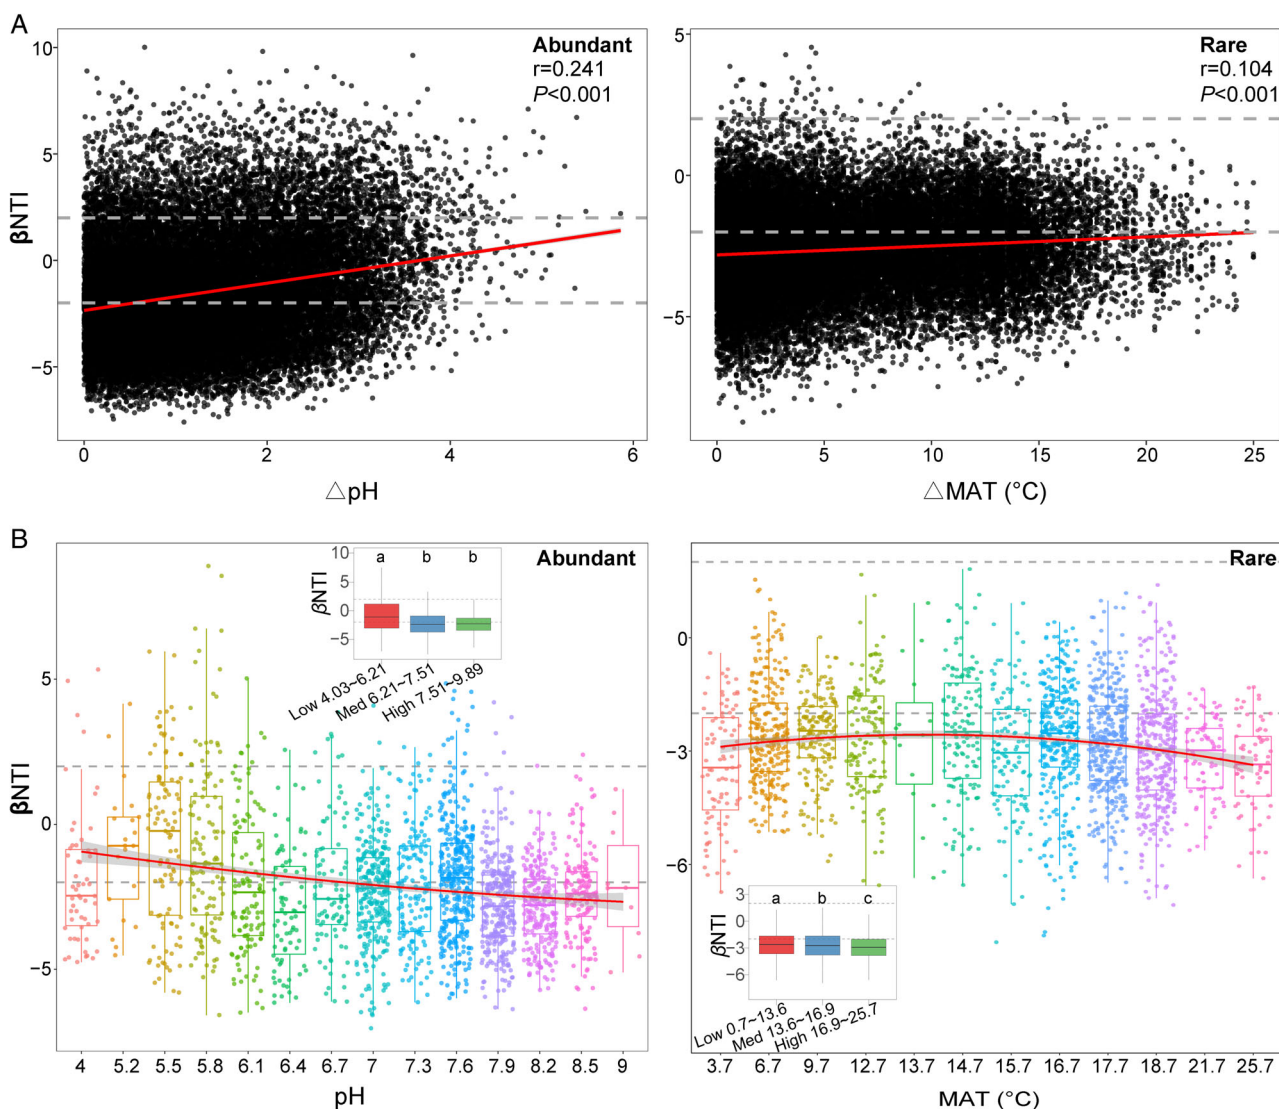 A
Abundant
r=0.241
P<0.001
βNTI
10
5
0
−5
0 2 4 6
△pH
Rare
r=0.104
P<0.001
5
0
−5
0 5 10 15 20 25
△MAT (°C)
B
Abundant
βNTI
5
0
−5
4 5.2 5.5 5.8 6.1 6.4 6.7 7 7.3 7.6 7.9 8.2 8.5 9
pH
βNTI
10
5
0
−5
a b b
Low 4.03~6.21
Med 6.21~7.51
High 7.51~9.89
Rare
0
−3
−6
3.7 6.7 9.7 12.7 13.7 14.7 15.7 16.7 17.7 18.7 21.7 25.7
MAT (°C)
βNTI
3
0
−3
−6
a b c
Low 0.7~13.6
Med 13.6~16.9
High 16.9~25.7